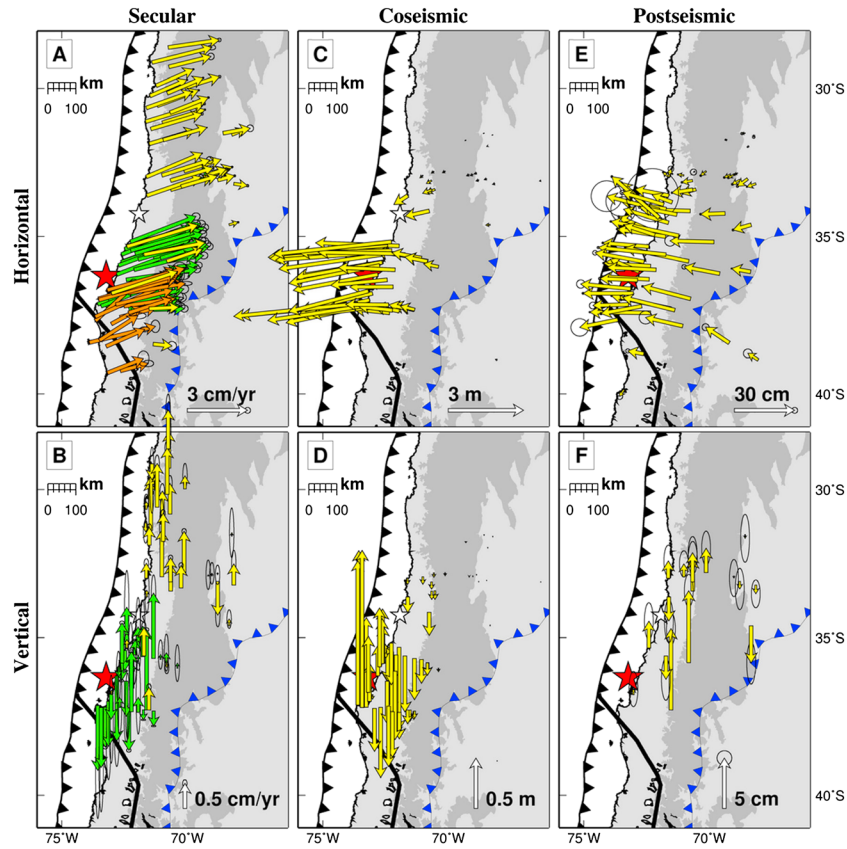 Secular
Coseismic
Postseismic
Horizontal
Vertical
A
km
0 100
3 cm/yr
C
km
0 100
3 m
E
km
0 100
30 cm
30˚S
35˚S
40˚S
B
km
0 100
0.5 cm/yr
D
km
0 100
0.5 m
F
km
0 100
5 cm
30˚S
35˚S
40˚S
75˚W
70˚W
75˚W
70˚W
75˚W
70˚W